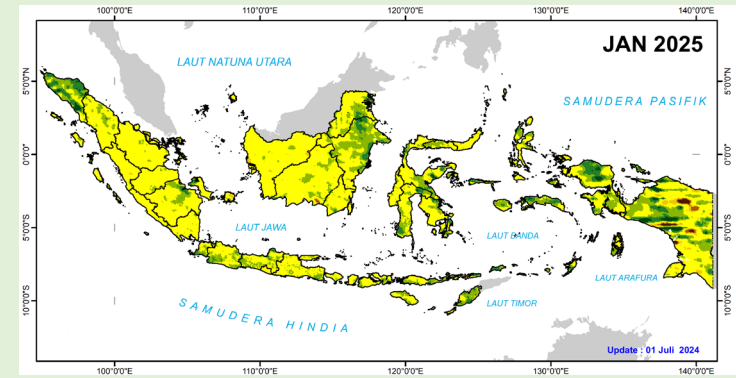 100°0'0"E 110°0'0"E 120°0'0"E 130°0'0"E 140°0'0"E
JAN 2025
LAUT NATUNA UTARA
5°0'0"N 5°0'0"N
SAMUDERA PASIFIK
0°0'0" 0°0'0"
LAUT JAWA
LAUT BANDA
5°0'0"S 5°0'0"S
LAUT ARAFURA
SAMUDERA HINDIA
LAUT TIMOR
10°0'0"S 10°0'0"S
Update : 01 Juli 2024
100°0'0"E 110°0'0"E 120°0'0"E 130°0'0"E 140°0'0"E